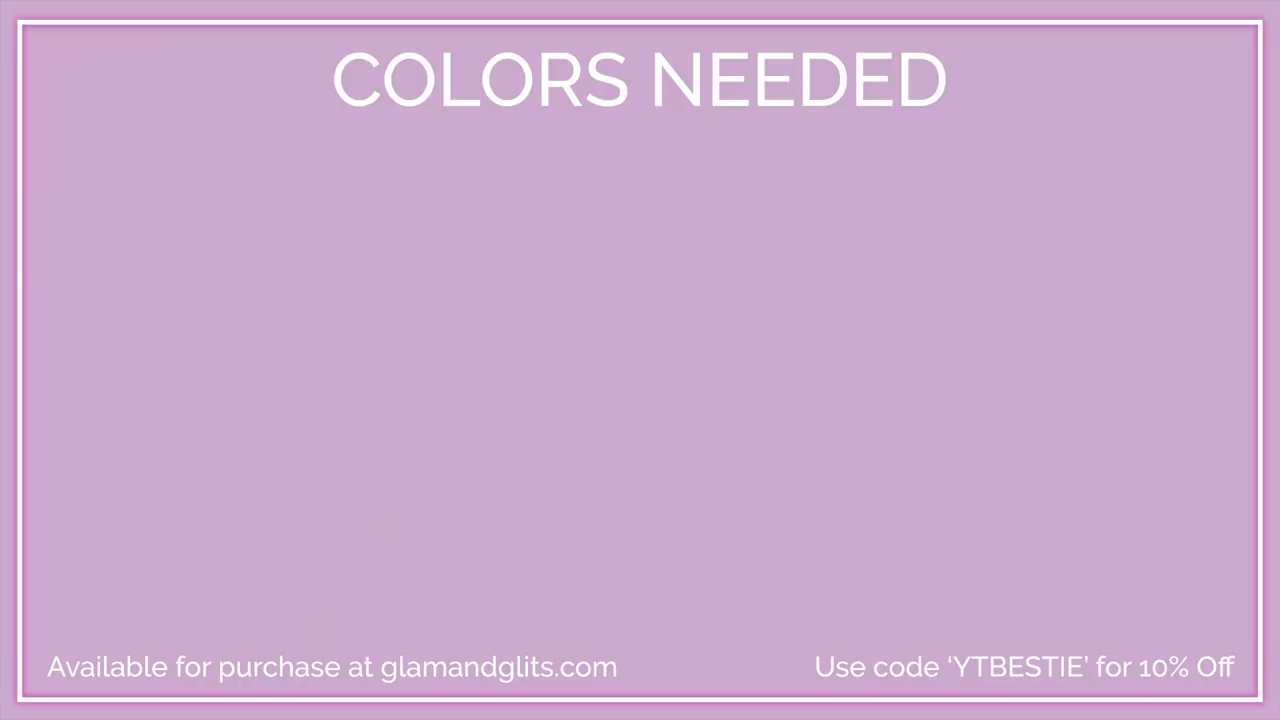 COLORS NEEDED
Available for purchase at glamandglits.com
Use code ‘YTBESTIE’ for 10% Off